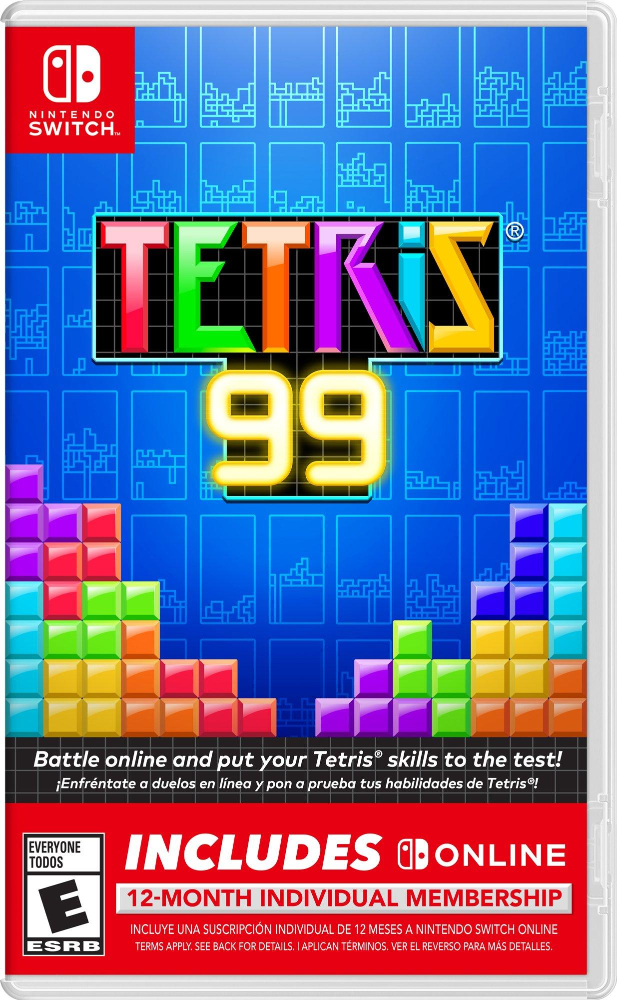 NINTENDO
SWITCH™
TETRiS®
99
Battle online and put your Tetris® skills to the test!
¡Enfréntate a duelos en línea y pon a prueba tus habilidades de Tetris®!
EVERYONE
TODOS
E
ESRB
INCLUDES ONLINE
12-MONTH INDIVIDUAL MEMBERSHIP
INCLUYE UNA SUSCRIPCIÓN INDIVIDUAL DE 12 MESES A NINTENDO SWITCH ONLINE
TERMS APPLY. SEE BACK FOR DETAILS. | APLICAN TÉRMINOS. VER EL REVERSO PARA MÁS DETALLES.